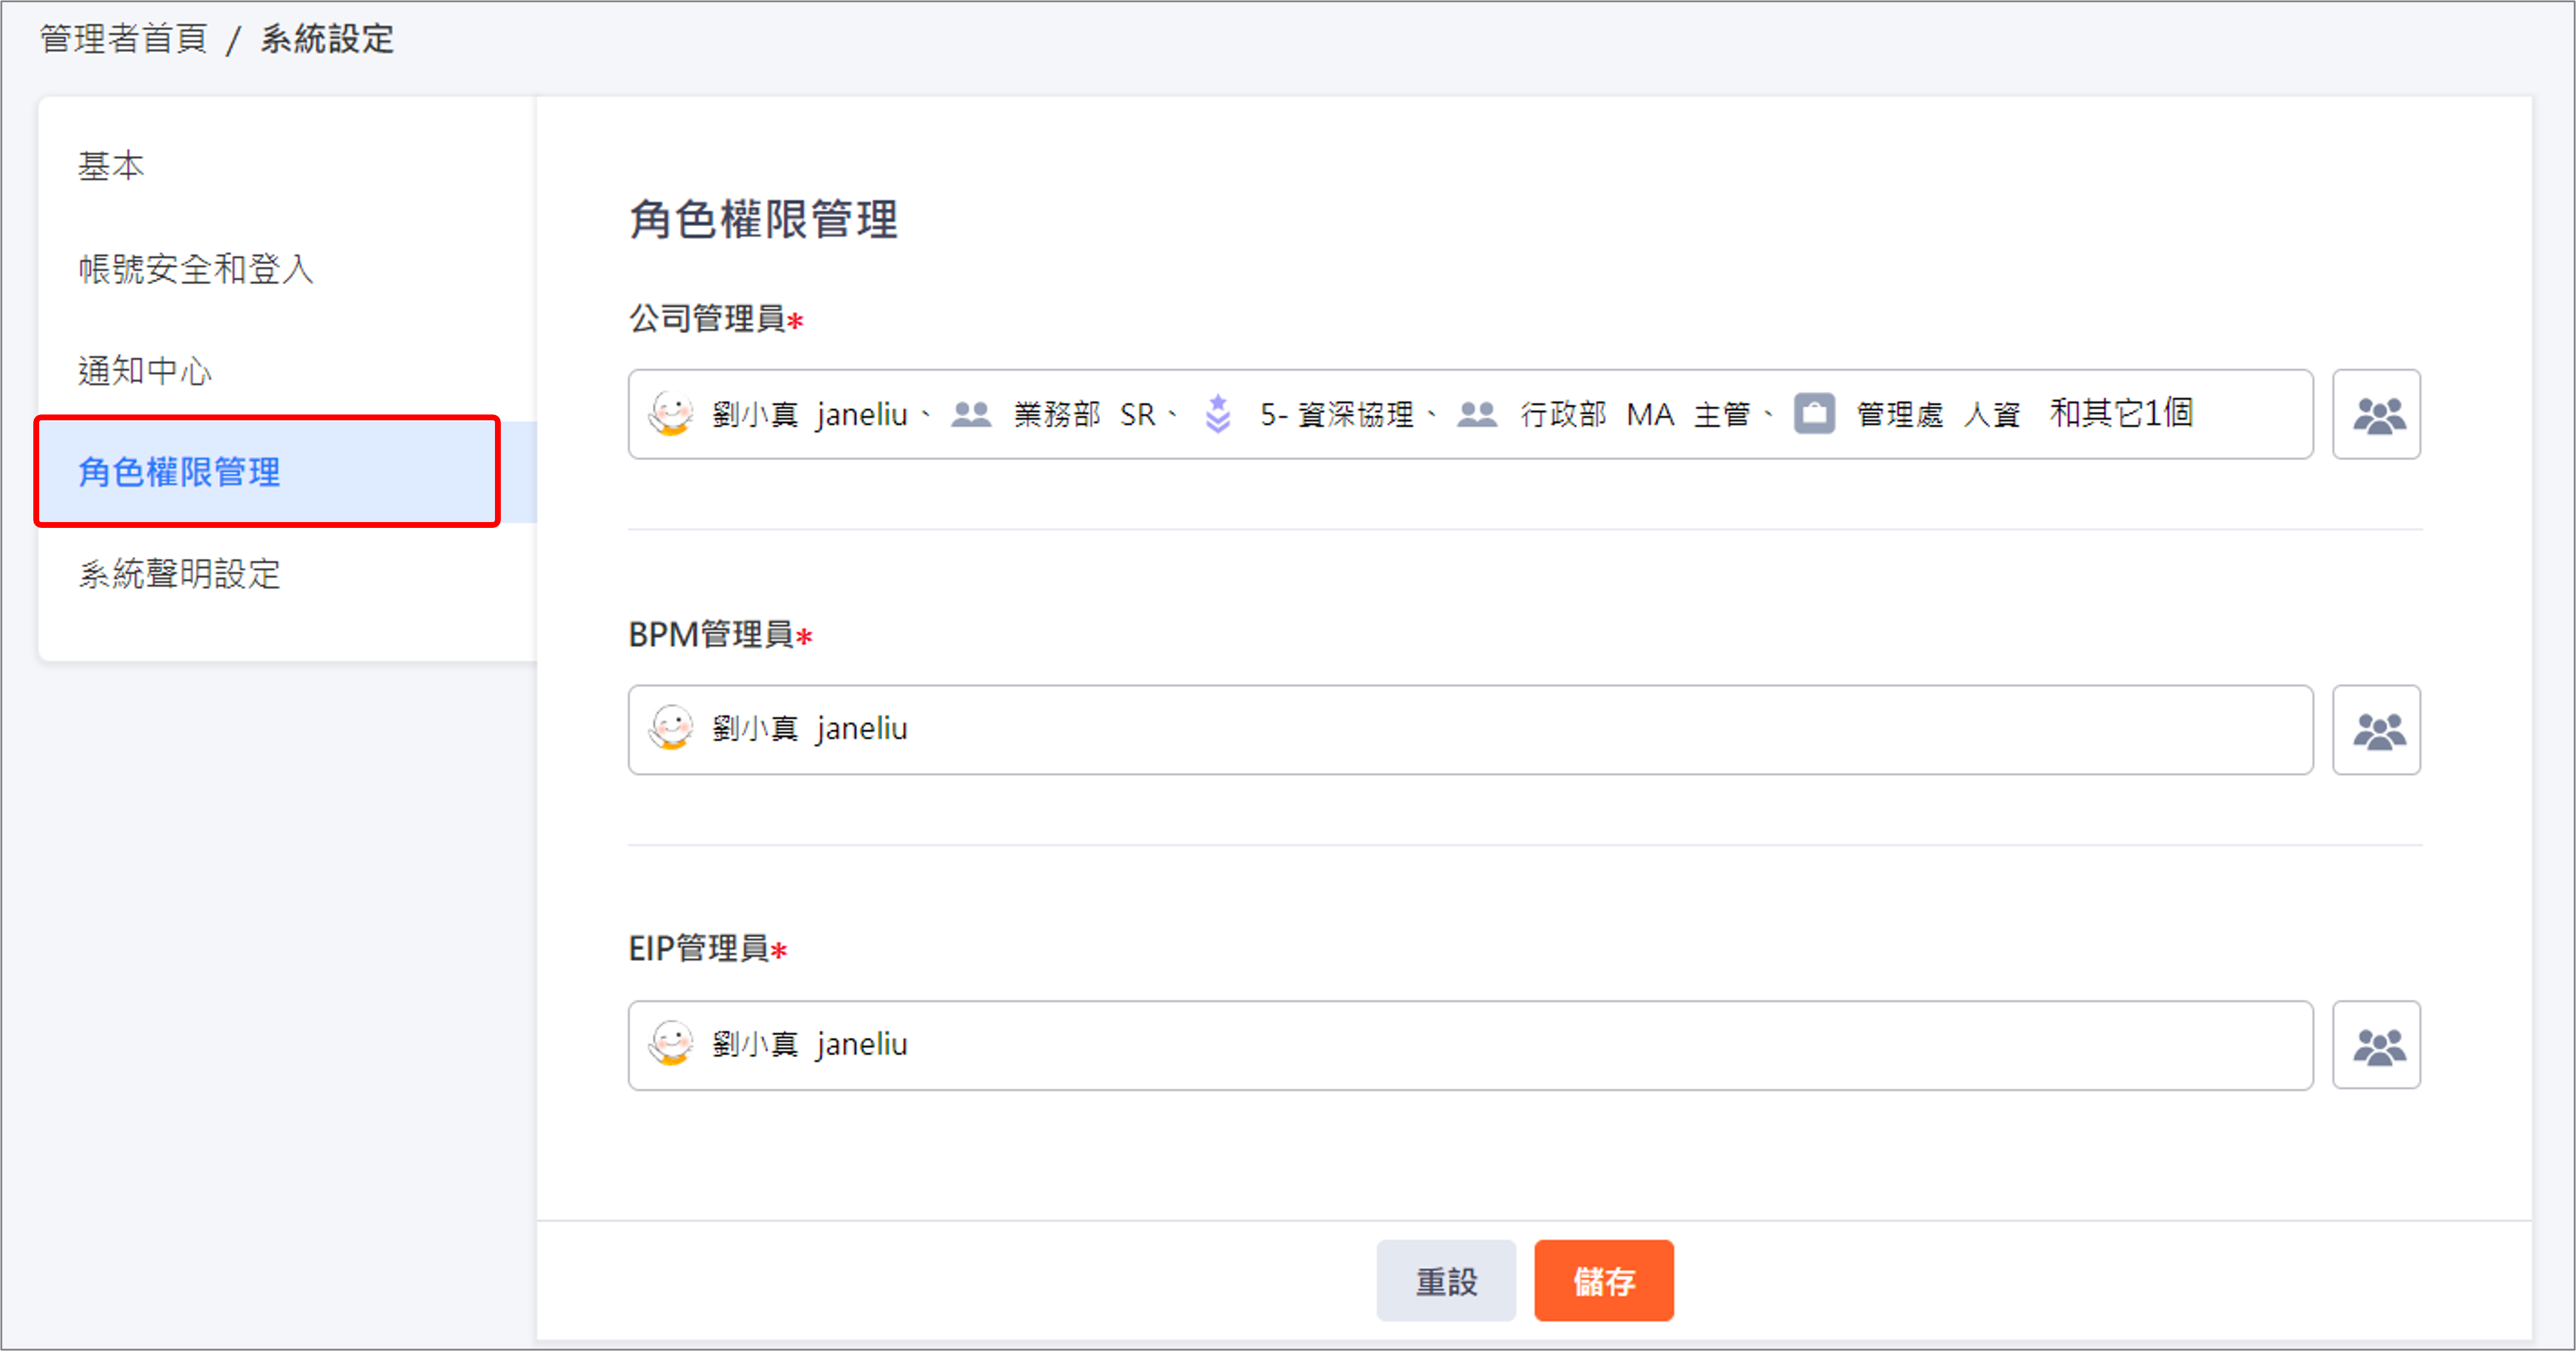 管理者首頁 / 系統設定
基本
帳號安全和登入
通知中心
角色權限管理
系統聲明設定
角色權限管理
公司管理員*
劉小真 janeliu、 業務部 SR、 5- 資深協理、 行政部 MA 主管、 管理處 人資 和其它1個
BPM管理員*
劉小真 janeliu
EIP管理員*
劉小真 janeliu
重設 儲存